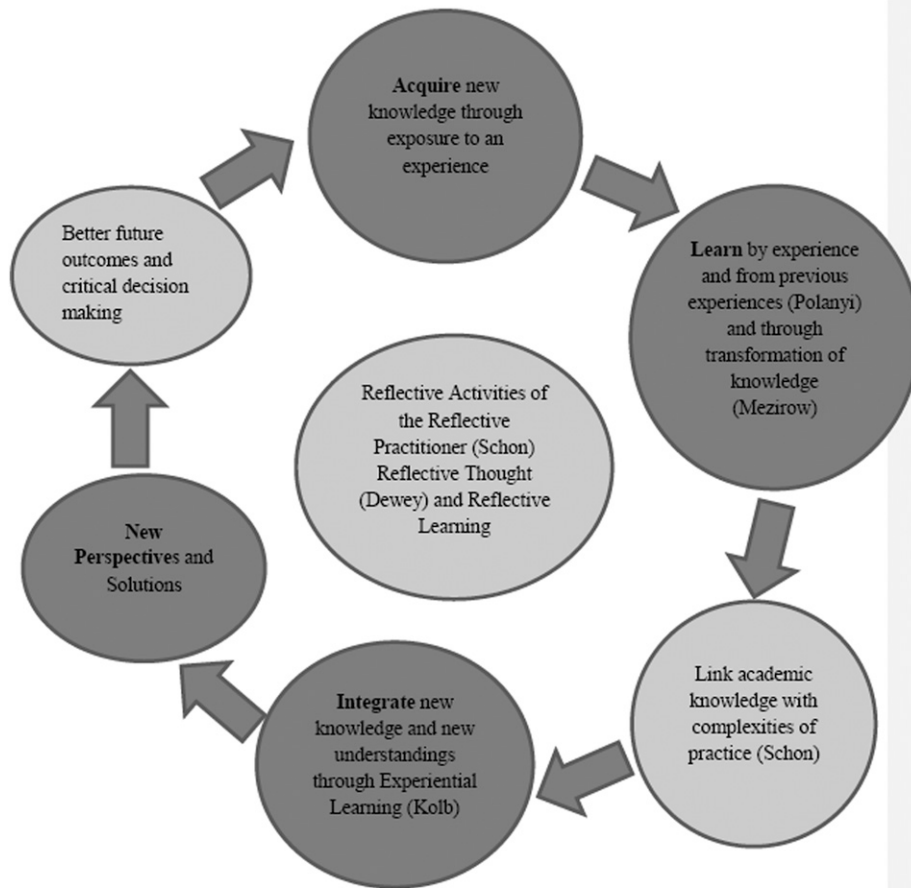 Acquire new
knowledge through
exposure to an
experience
Learn by experience
and from previous
experiences (Polanyi)
and through
transformation of
knowledge
(Mezirow)
Link academic
knowledge with
complexities of
practice (Schon)
Integrate new
knowledge and new
understandings
through Experiential
Learning (Kolb)
New
Perspectives and
Solutions
Better future
outcomes and
critical decision
making
Reflective Activities of
the Reflective
Practitioner (Schon)
Reflective Thought
(Dewey) and Reflective
Learning